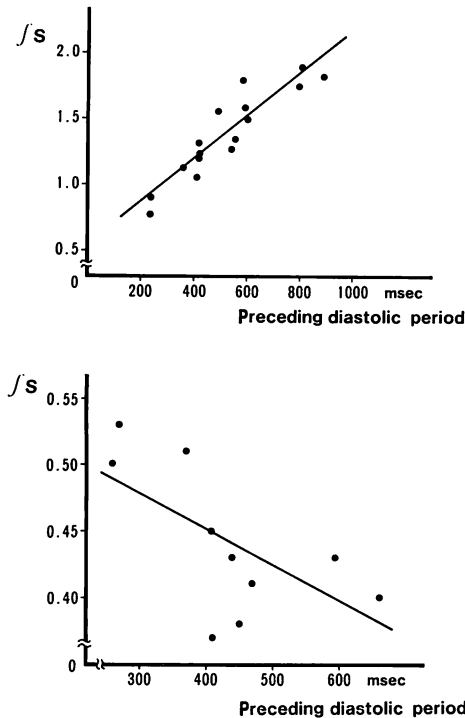 ∫S
2.0
1.5
1.0
0.5
0
200 400 600 800 1000 msec
Preceding diastolic period
∫S
0.55
0.50
0.45
0.40
0
300 400 500 600 msec
Preceding diastolic period